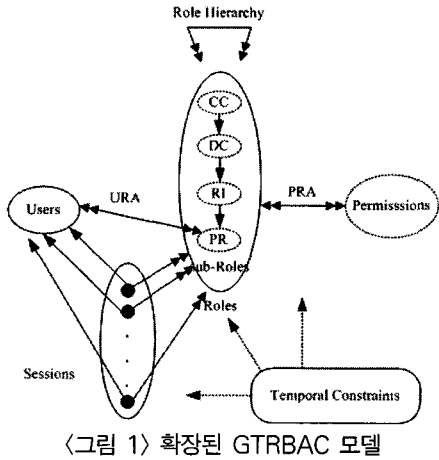 Role Hierarchy
CC
DC
RI
PR
URA
PRA
Users
Permisssions
ub-Roles
Roles
Sessions
Temporal Constraints
<그림 1> 확장된 GTRBAC 모델